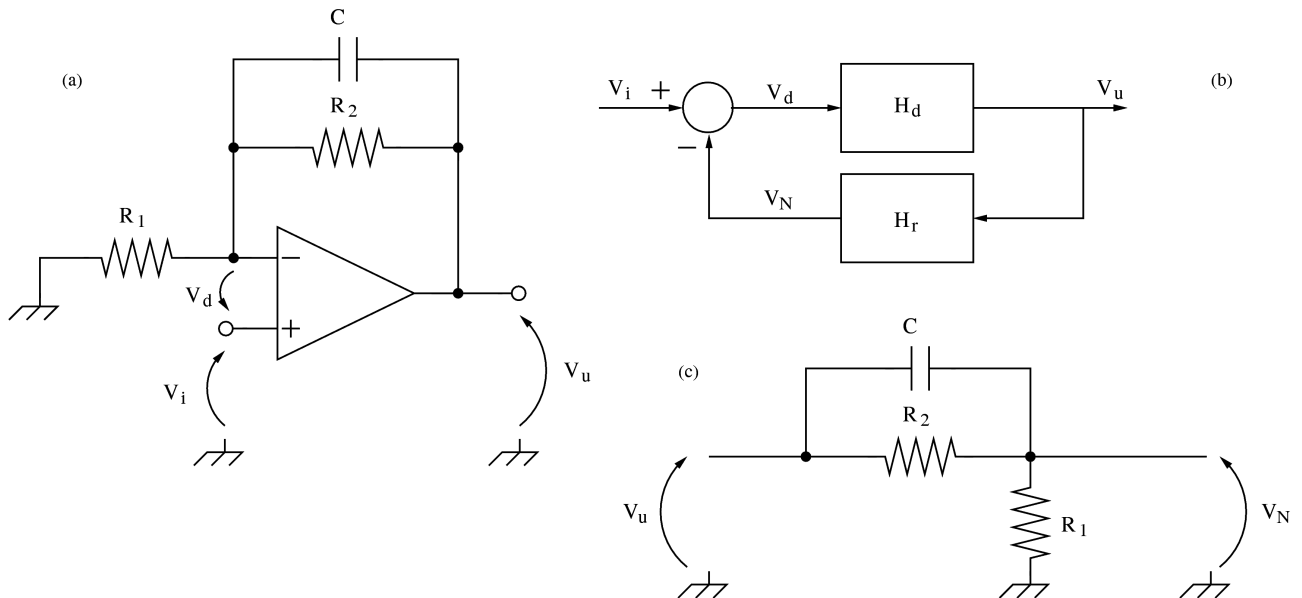 (a)
C
R2
R1
−
Vd
+
Vi
Vu
(b)
Vi
+
Vd
Hd
Vu
−
VN
Hr
(c)
C
R2
Vu
R1
VN